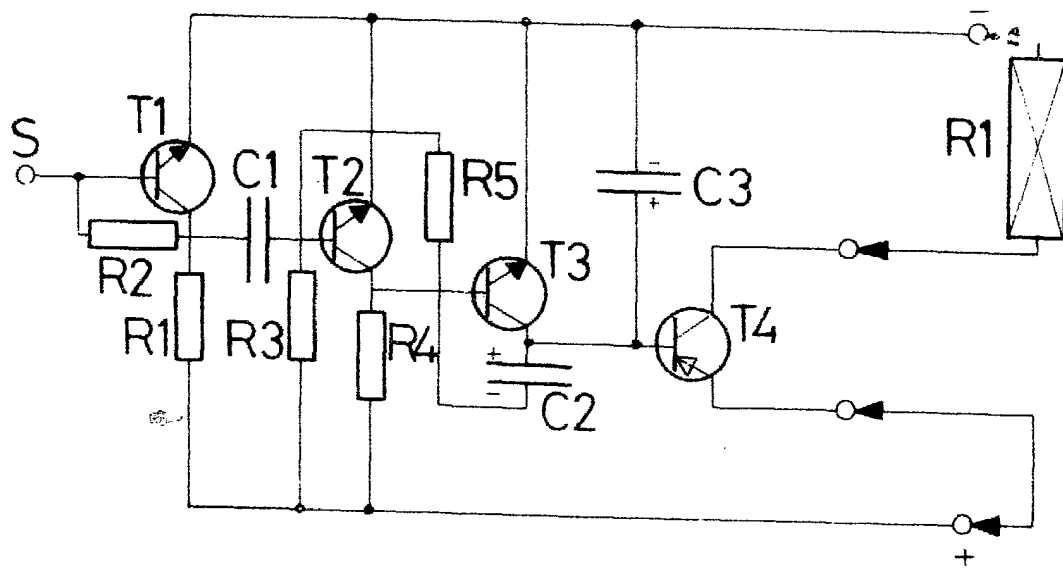 −
S
T1
C1
T2
R5
C3
R1
R2
R1
R3
R4
T3
T4
C2
+
−
+
−
+